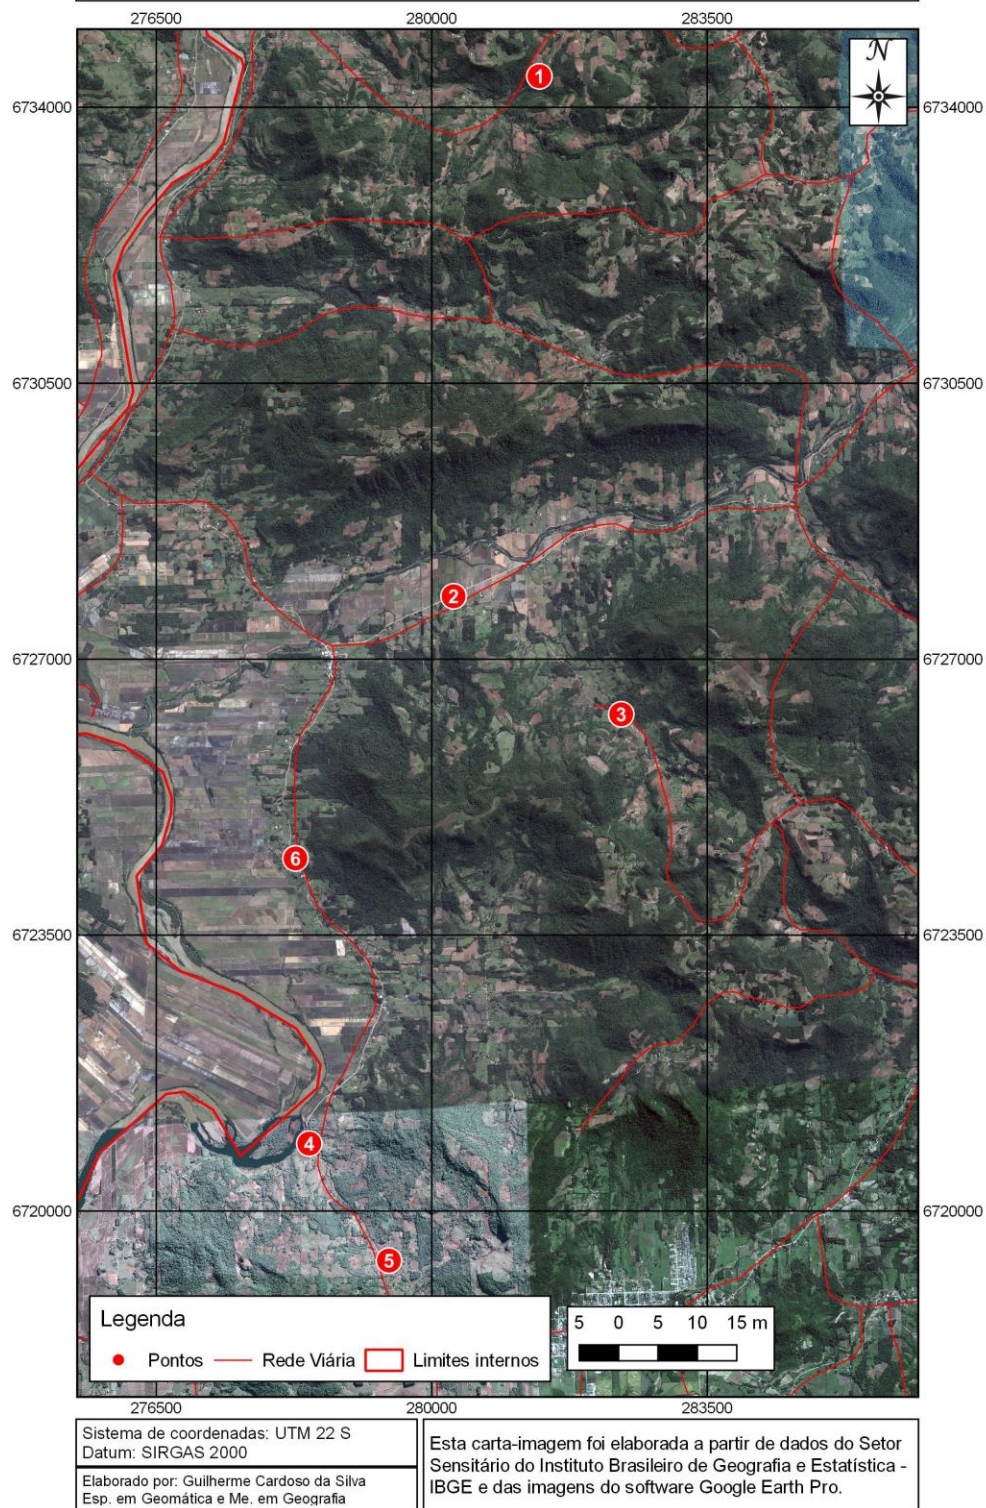 276500 280000 283500
N
1
6734000 6734000
6730500 6730500
2
6727000 6727000
3
6
6723500 6723500
4
6720000 6720000
5
Legenda
Pontos Rede Viária Limites internos
5 0 5 10 15 m
276500 280000 283500
Sistema de coordenadas: UTM 22 S
Datum: SIRGAS 2000
Elaborado por: Guilherme Cardoso da Silva
Esp. em Geomática e Me. em Geografia
Esta carta-imagem foi elaborada a partir de dados do Setor
Sensitário do Instituto Brasileiro de Geografia e Estatística -
IBGE e das imagens do software Google Earth Pro.